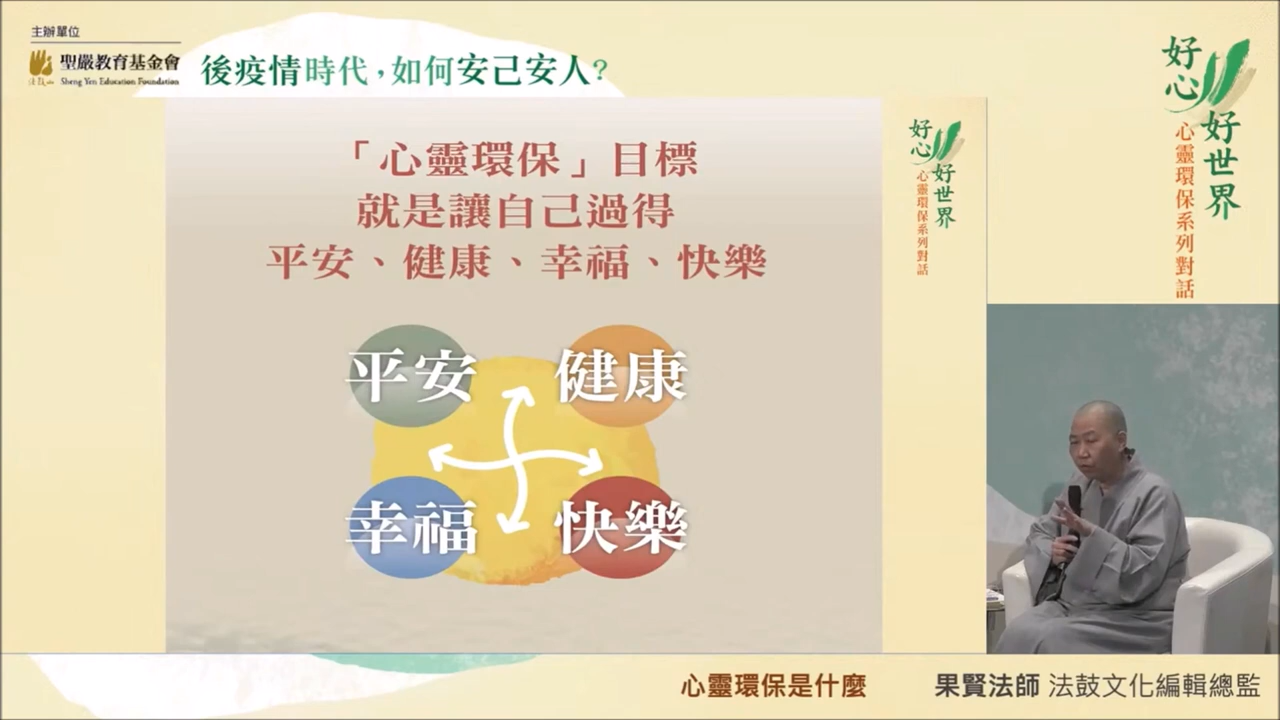 主辦單位
聖嚴教育基金會
法鼓山 Sheng Yen Education Foundation
後疫情時代，如何安己安人？
「心靈環保」目標
就是讓自己過得
平安、健康、幸福、快樂
平安
健康
幸福
快樂
好心
好世界
心靈環保系列對話
好心
好世界
心靈環保系列對話
心靈環保是什麼
果賢法師 法鼓文化編輯總監